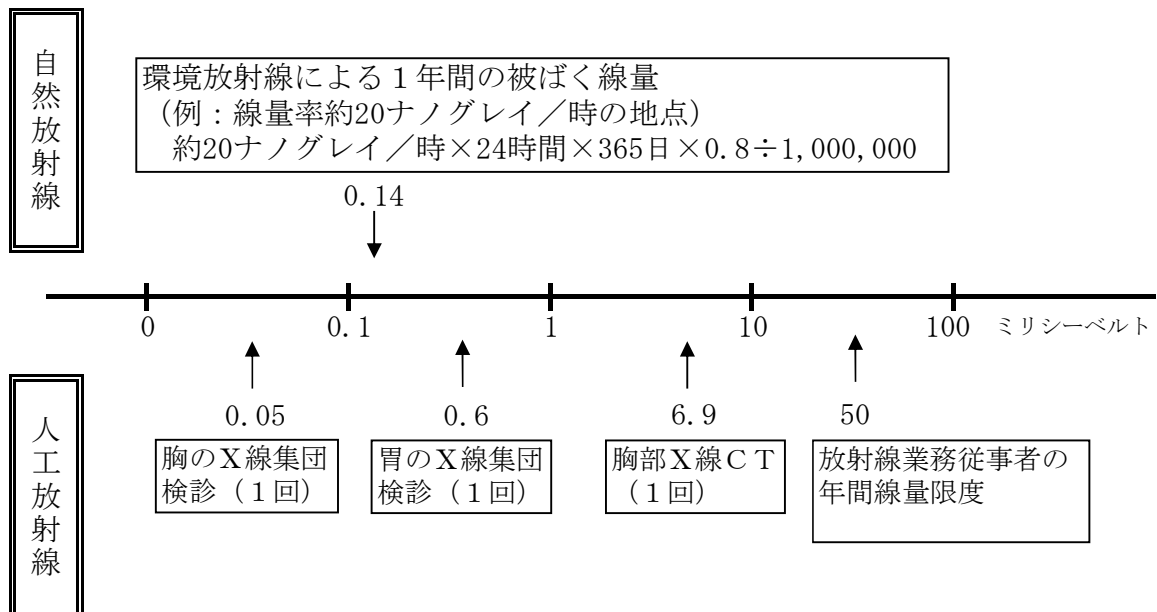 自然放射線
環境放射線による１年間の被ばく線量
（例：線量率約20ナノグレイ／時の地点）
約20ナノグレイ／時×24時間×365日×0.8÷1,000,000
0.14
0
0.1
1
10
100
ミリシーベルト
人工放射線
0.05
胸のＸ線集団
検診（１回）
0.6
胃のＸ線集団
検診（１回）
6.9
胸部Ｘ線ＣＴ
（１回）
50
放射線業務従事者の
年間線量限度